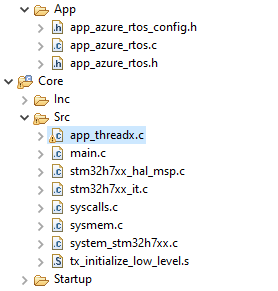 App
app_azure_rtos_config.h
app_azure_rtos.c
app_azure_rtos.h
Core
Inc
Src
app_threadx.c
main.c
stm32h7xx_hal_msp.c
stm32h7xx_it.c
syscalls.c
sysmem.c
system_stm32h7xx.c
tx_initialize_low_level.s
Startup